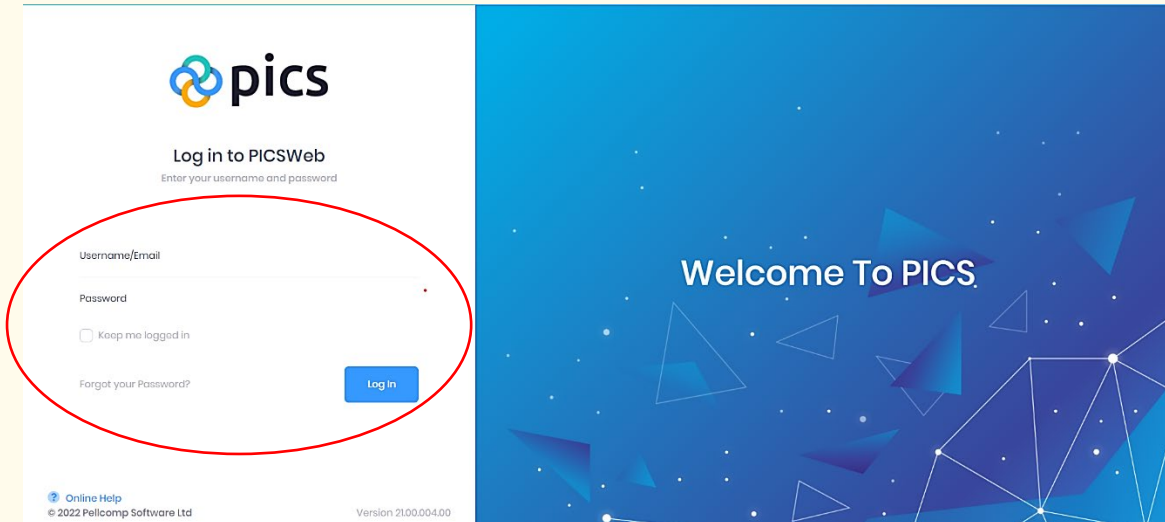 pics
Log in to PICSWeb
Enter your username and password
Username/Email
Password
Keep me logged in
Forgot your Password?
Log In
? Online Help
© 2022 Pellcomp Software Ltd
Version 21.00.004.00
Welcome To PICS